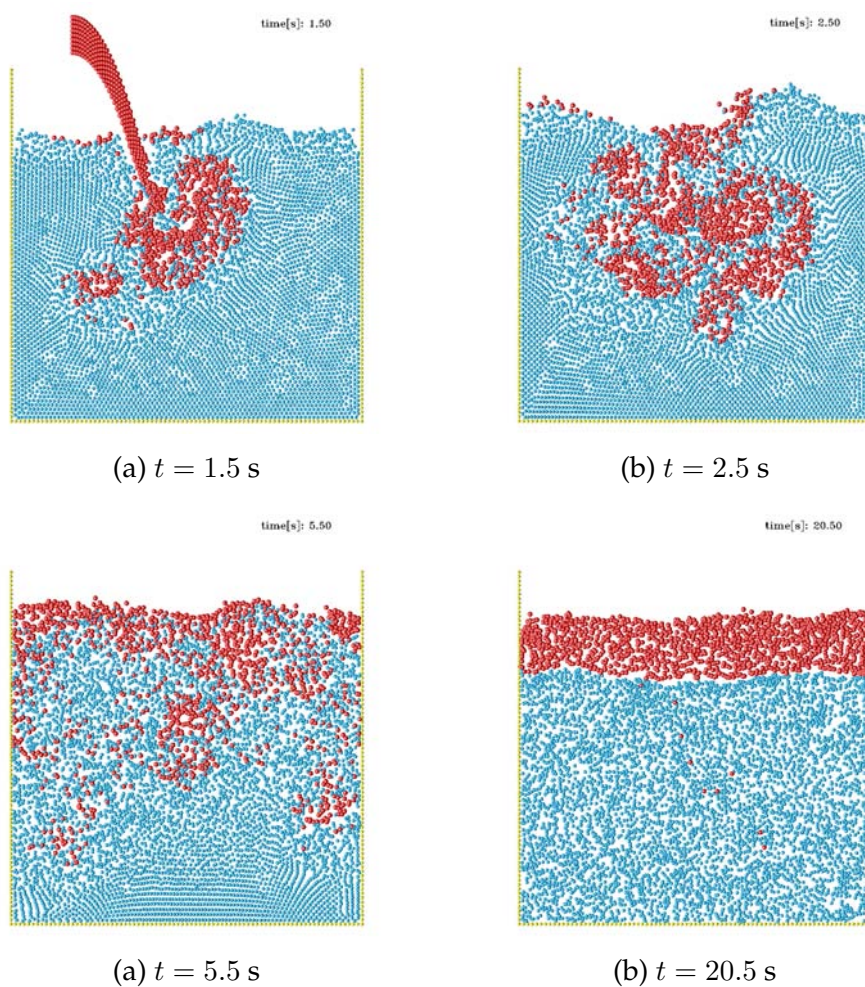 time[s]: 1.50
time[s]: 2.50
(a) t = 1.5 s
(b) t = 2.5 s
time[s]: 5.50
time[s]: 20.50
(a) t = 5.5 s
(b) t = 20.5 s